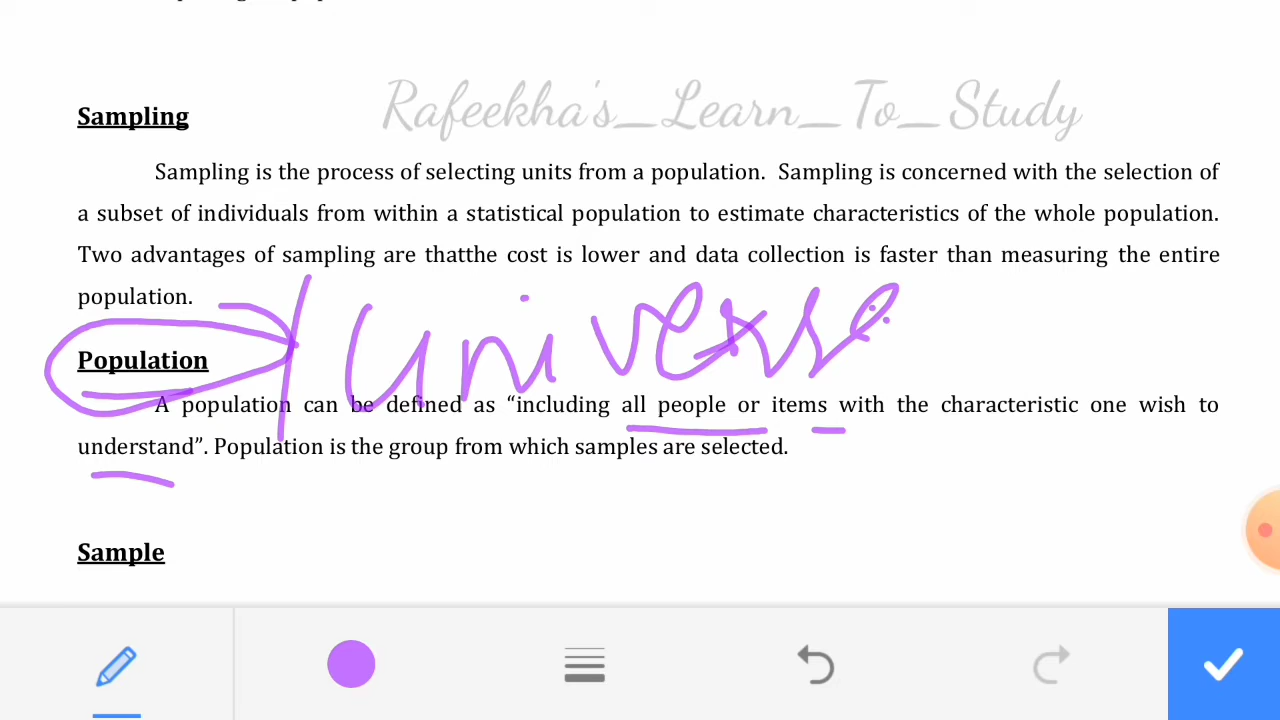 Sampling
Rafeekha's_Learn_To_Study
Sampling is the process of selecting units from a population. Sampling is concerned with the selection of
a subset of individuals from within a statistical population to estimate characteristics of the whole population.
Two advantages of sampling are thatthe cost is lower and data collection is faster than measuring the entire
population.
Universe
Population
A population can be defined as “including all people or items with the characteristic one wish to
understand”. Population is the group from which samples are selected.
Sample